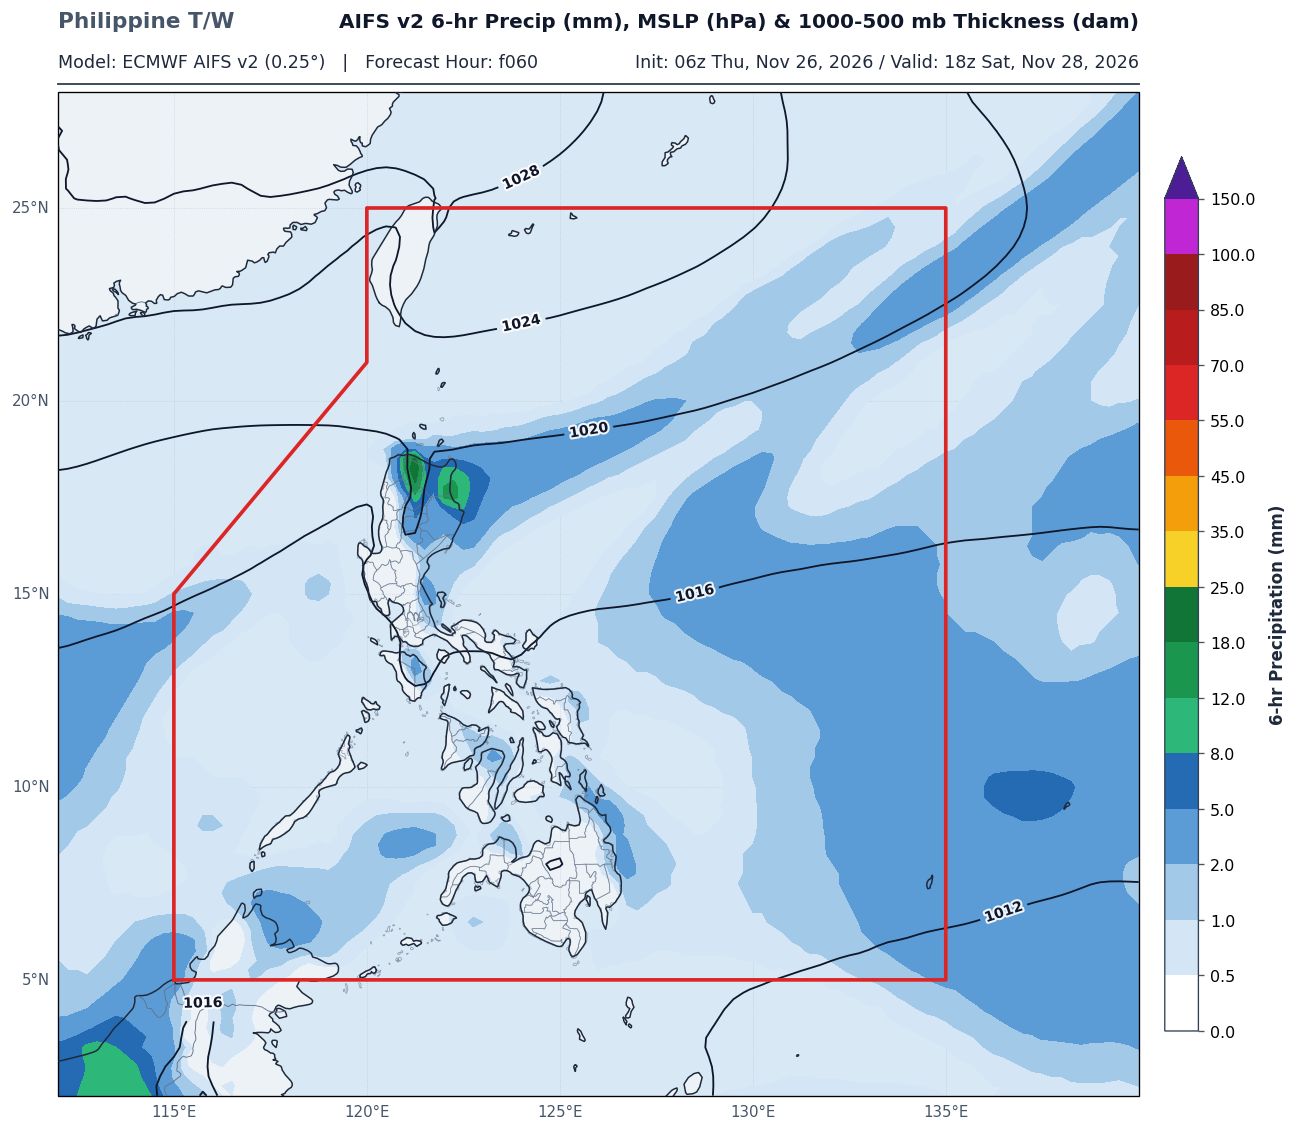 Philippine T/W
AIFS v2 6-hr Precip (mm), MSLP (hPa) & 1000-500 mb Thickness (dam)
Model: ECMWF AIFS v2 (0.25°)   |   Forecast Hour: f060
Init: 06z Thu, Nov 26, 2026 / Valid: 18z Sat, Nov 28, 2026
1028
25°N
1024
20°N
1020
15°N
1016
10°N
1012
5°N
1016
115°E
120°E
125°E
130°E
135°E
150.0
100.0
85.0
70.0
55.0
45.0
35.0
25.0
18.0
12.0
8.0
5.0
2.0
1.0
0.5
0.0
6-hr Precipitation (mm)